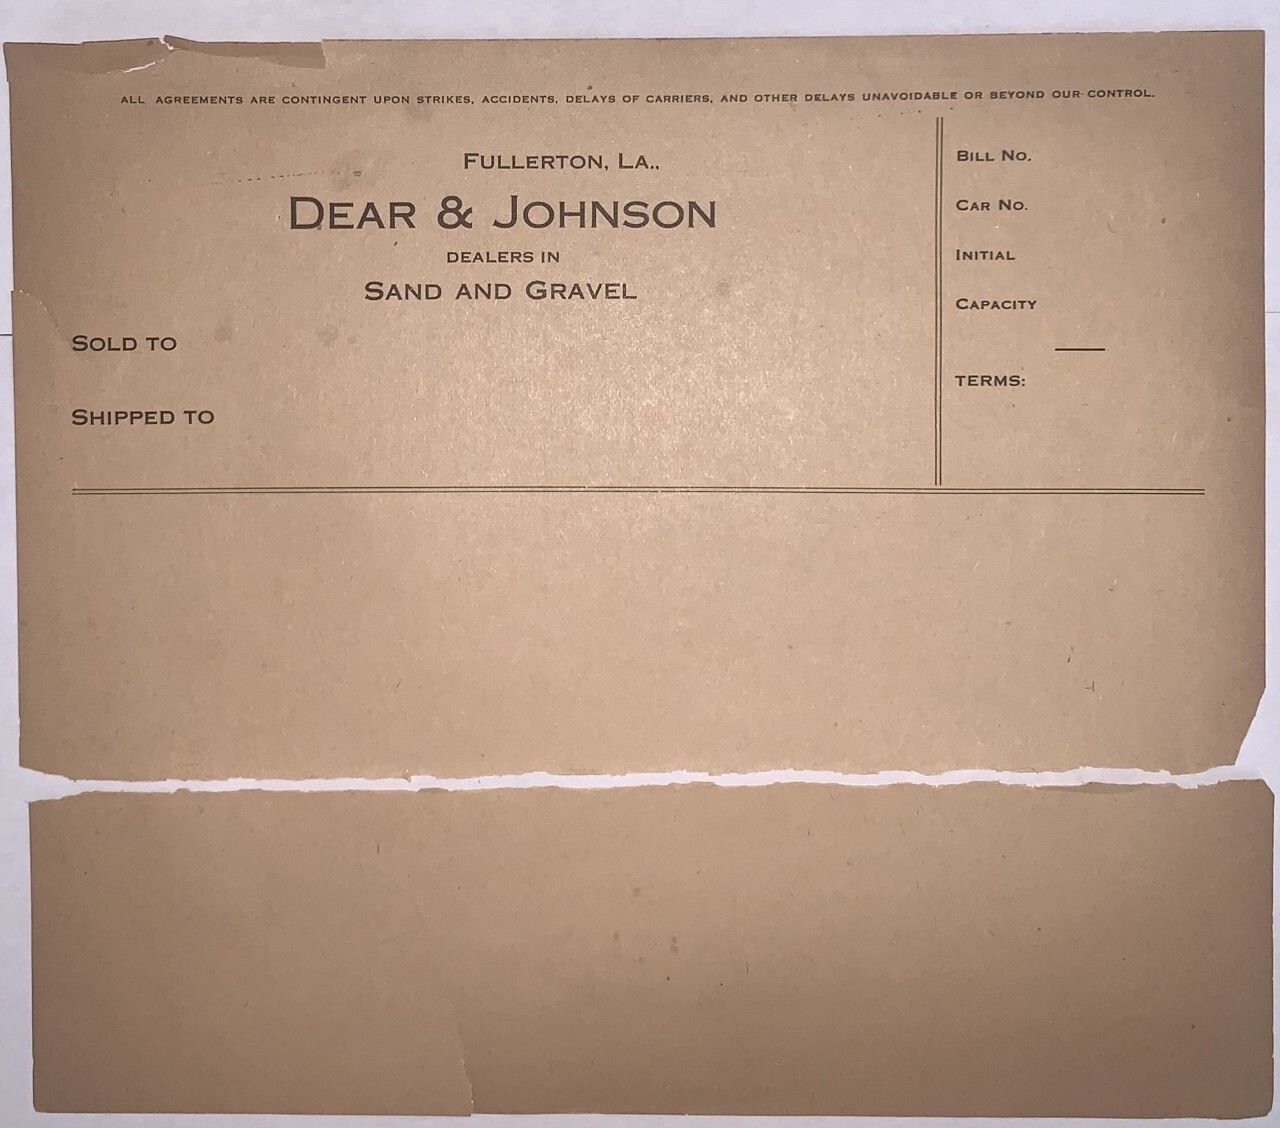 ALL AGREEMENTS ARE CONTINGENT UPON STRIKES, ACCIDENTS, DELAYS OF CARRIERS, AND OTHER DELAYS UNAVOIDABLE OR BEYOND OUR CONTROL.
FULLERTON, LA..
DEAR & JOHNSON
DEALERS IN
SAND AND GRAVEL
SOLD TO
SHIPPED TO
BILL NO.
CAR NO.
INITIAL
CAPACITY
TERMS: